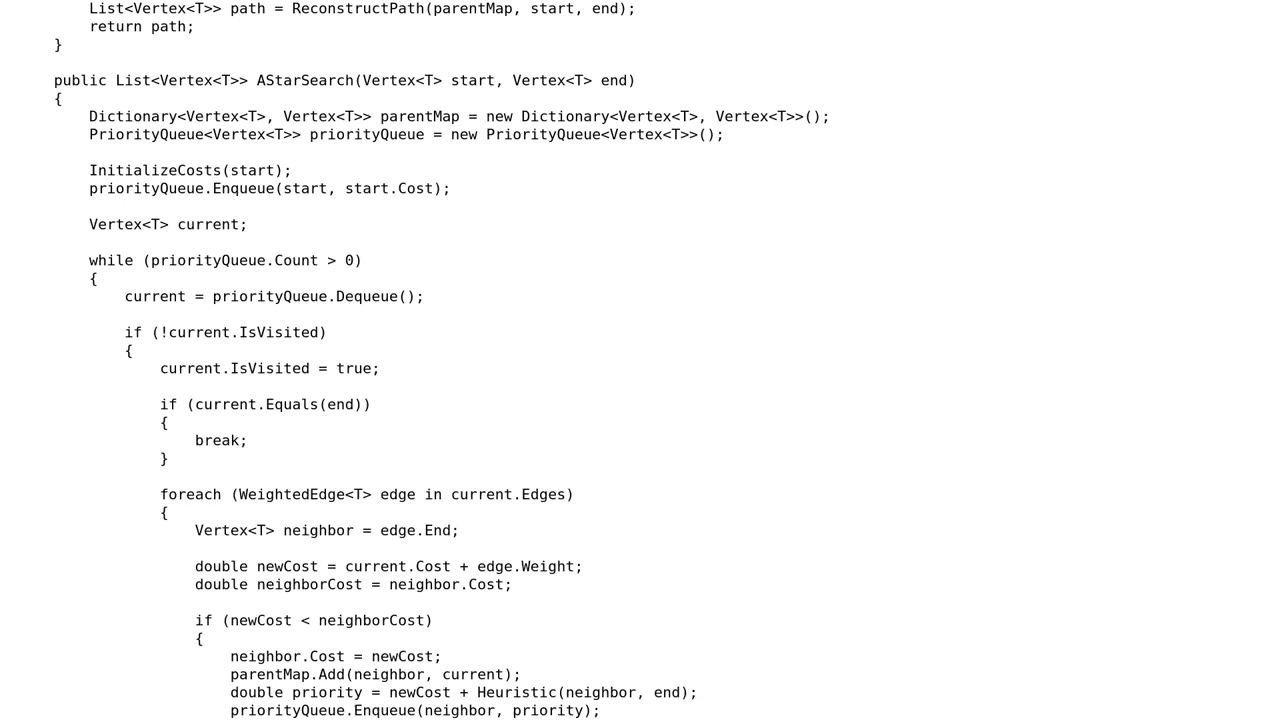 List<Vertex<T>> path = ReconstructPath(parentMap, start, end);
return path;
}
public List<Vertex<T>> AStarSearch(Vertex<T> start, Vertex<T> end)
{
Dictionary<Vertex<T>, Vertex<T>> parentMap = new Dictionary<Vertex<T>, Vertex<T>>();
PriorityQueue<Vertex<T>> priorityQueue = new PriorityQueue<Vertex<T>>();
InitializeCosts(start);
priorityQueue.Enqueue(start, start.Cost);
Vertex<T> current;
while (priorityQueue.Count > 0)
{
current = priorityQueue.Dequeue();
if (!current.IsVisited)
{
current.IsVisited = true;
if (current.Equals(end))
{
break;
}
foreach (WeightedEdge<T> edge in current.Edges)
{
Vertex<T> neighbor = edge.End;
double newCost = current.Cost + edge.Weight;
double neighborCost = neighbor.Cost;
if (newCost < neighborCost)
{
neighbor.Cost = newCost;
parentMap.Add(neighbor, current);
double priority = newCost + Heuristic(neighbor, end);
priorityQueue.Enqueue(neighbor, priority);